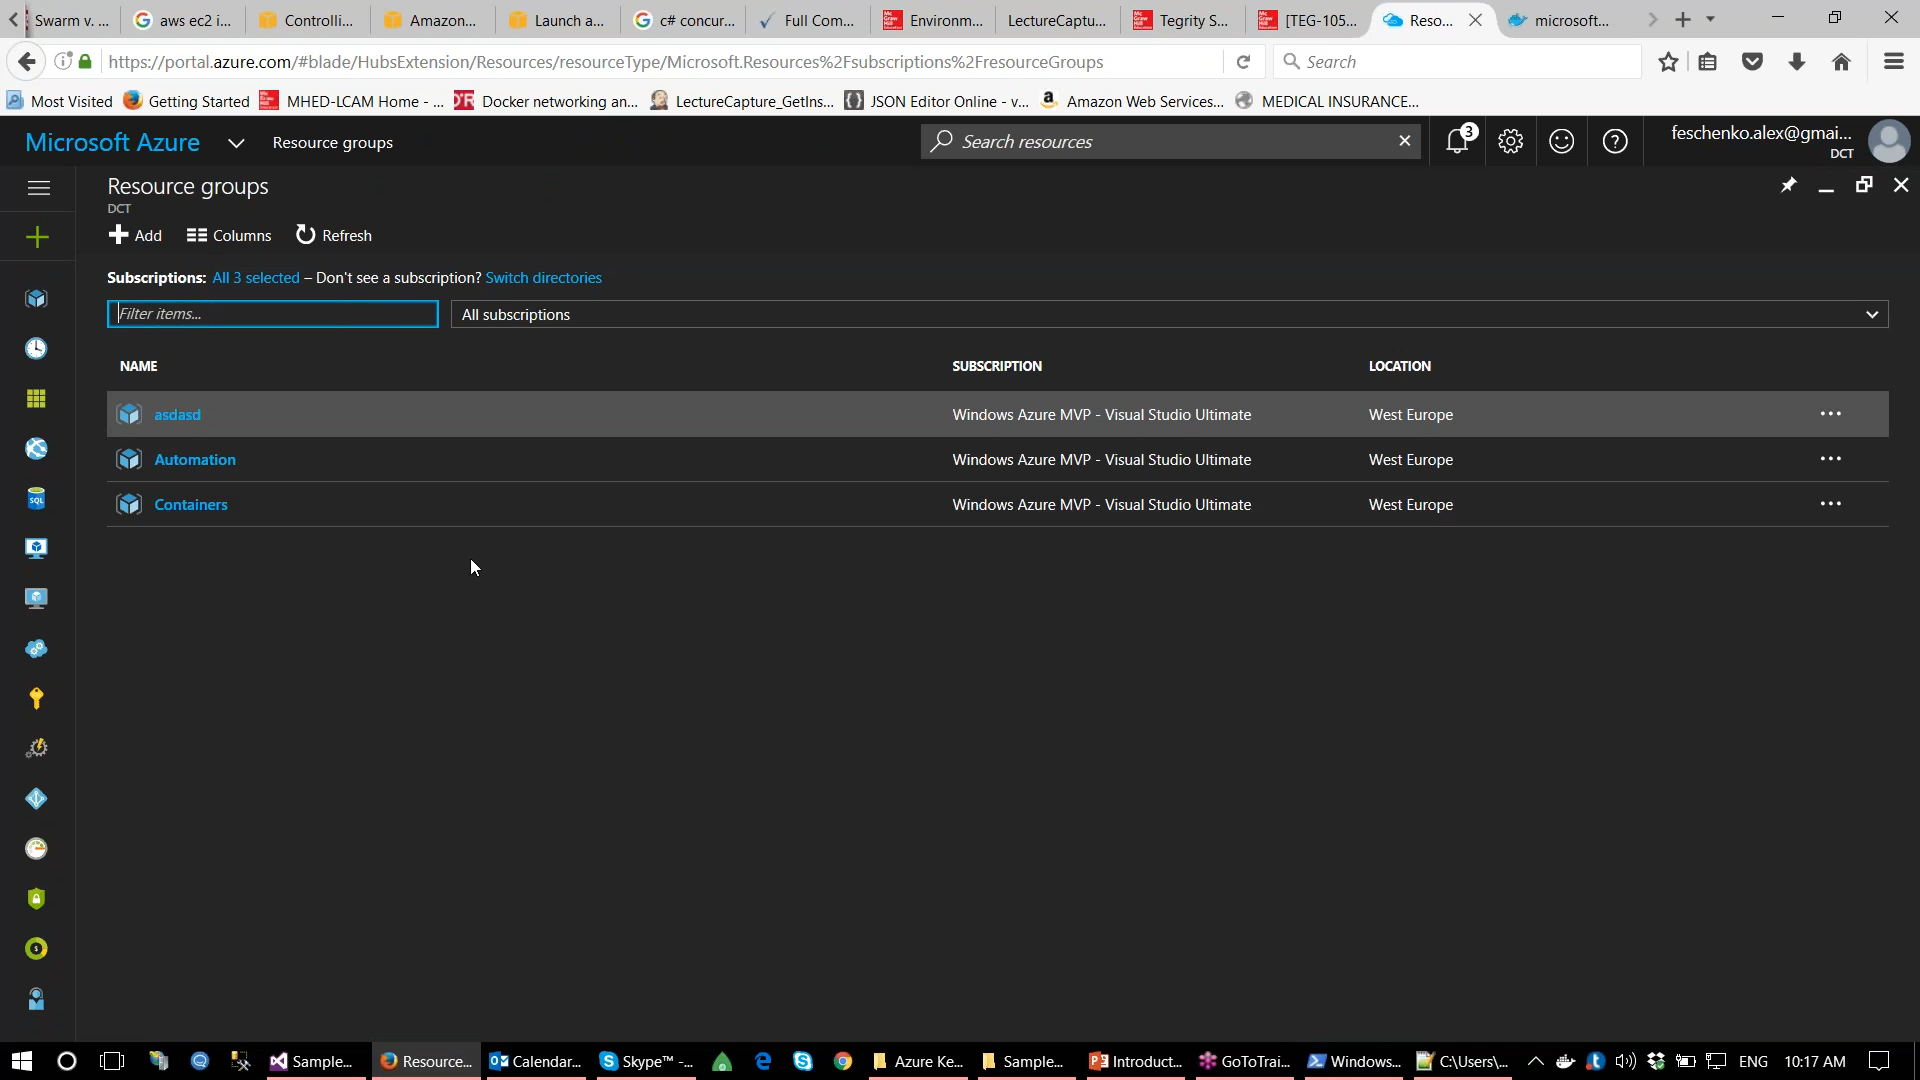 Swarm v. ...
aws ec2 i...
Controlli...
Amazon...
Launch a...
c# concur...
Full Com...
Environm...
LectureCaptu...
Tegrity S...
[TEG-105...
Reso...
microsoft...
https://portal.azure.com/#blade/HubsExtension/Resources/resourceType/Microsoft.Resources%2Fsubscriptions%2FresourceGroups
Search
Most Visited
Getting Started
MHED-LCAM Home - ...
Docker networking an...
LectureCapture_GetIns...
JSON Editor Online - v...
Amazon Web Services...
MEDICAL INSURANCE...
Microsoft Azure
Resource groups
Search resources
3
feschenko.alex@gmai...
DCT
Resource groups
DCT
Add
Columns
Refresh
Subscriptions: All 3 selected – Don't see a subscription? Switch directories
Filter items...
All subscriptions
NAME
SUBSCRIPTION
LOCATION
asdasd
Windows Azure MVP - Visual Studio Ultimate
West Europe
...
Automation
Windows Azure MVP - Visual Studio Ultimate
West Europe
...
Containers
Windows Azure MVP - Visual Studio Ultimate
West Europe
...
SQL
Sample...
Resource...
Calendar...
Skype™ -...
Azure Ke...
Sample...
Introduct...
GoToTrai...
Windows...
C:\Users\...
ENG
10:17 AM